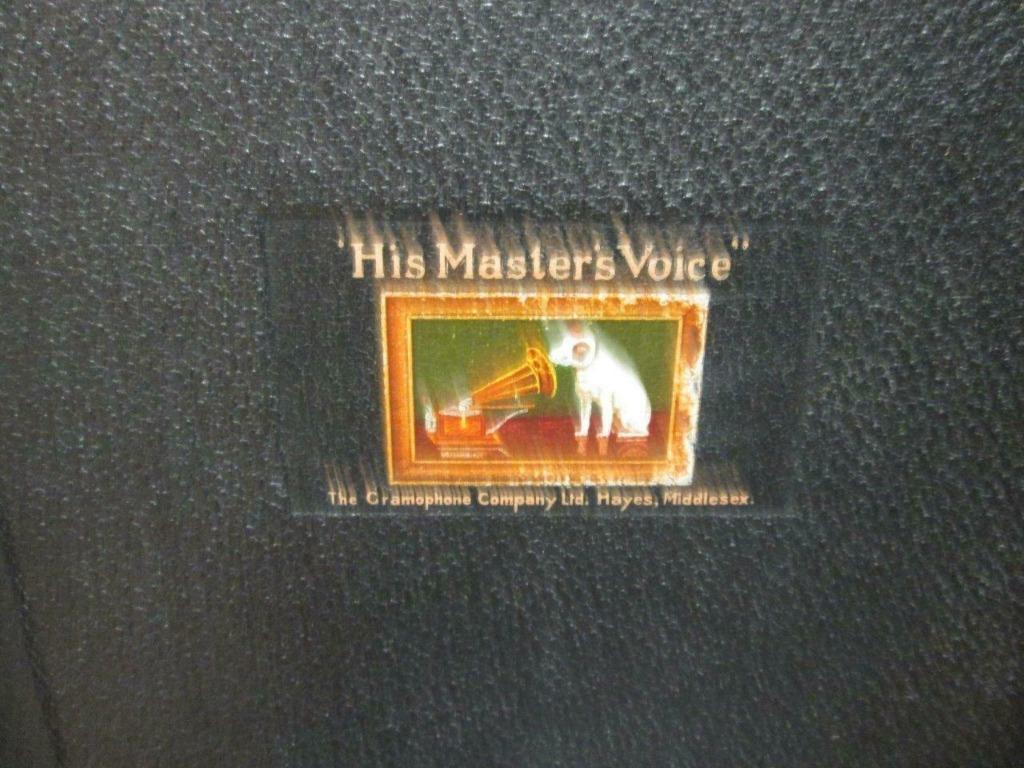 "His Master's Voice"
The Gramophone Company Ltd. Hayes, Middlesex.